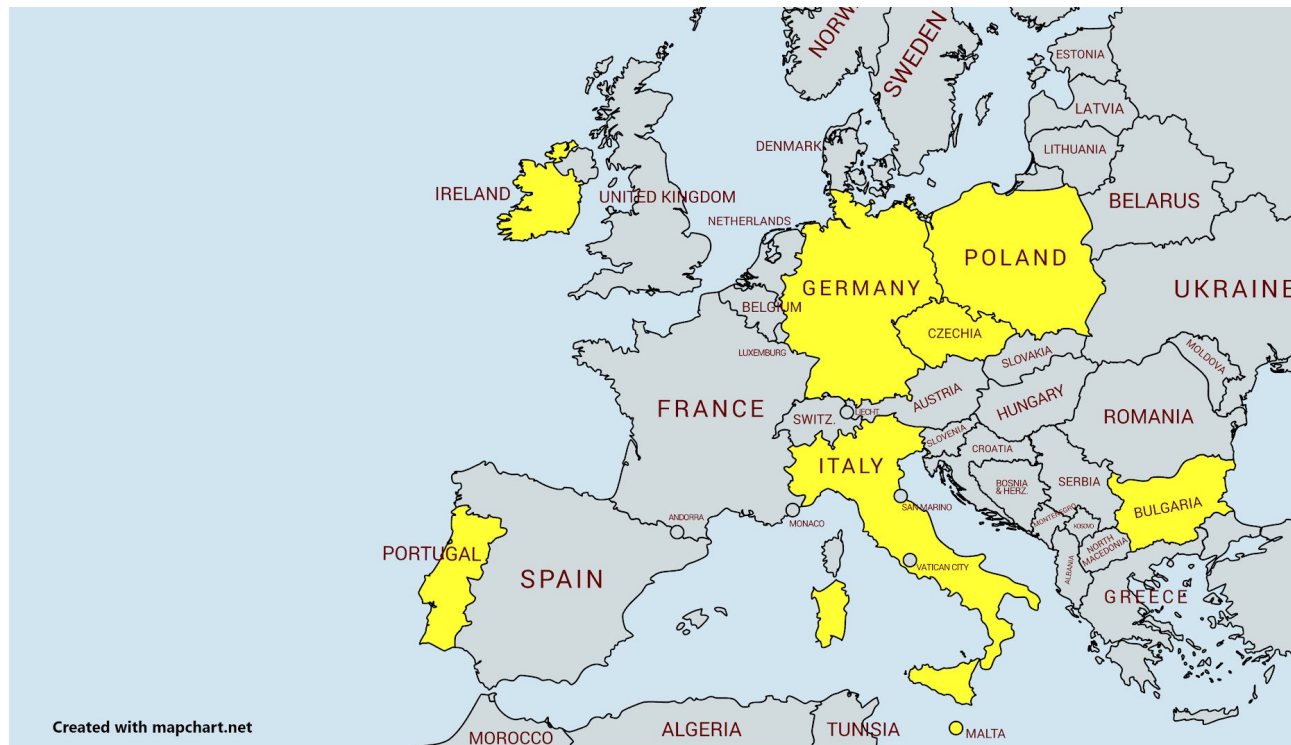 NORW
SWEDEN
ESTONIA
LATVIA
DENMARK
LITHUANIA
IRELAND
UNITED KINGDOM
BELARUS
NETHERLANDS
POLAND
GERMANY
UKRAINE
BELGIUM
CZECHIA
LUXEMBURG
SLOVAKIA
MOLDOVA
AUSTRIA
HUNGARY
FRANCE
LIECHT.
SWITZ.
ROMANIA
SLOVENIA
CROATIA
ITALY
SERBIA
BOSNIA
& HERZ.
SAN MARINO
BULGARIA
MONTENEGRO
KOSOVO
ANDORRA
MONACO
NORTH
MACEDONIA
PORTUGAL
SPAIN
VATICAN CITY
ALBANIA
GREECE
Created with mapchart.net
MOROCCO
ALGERIA
TUNISIA
MALTA